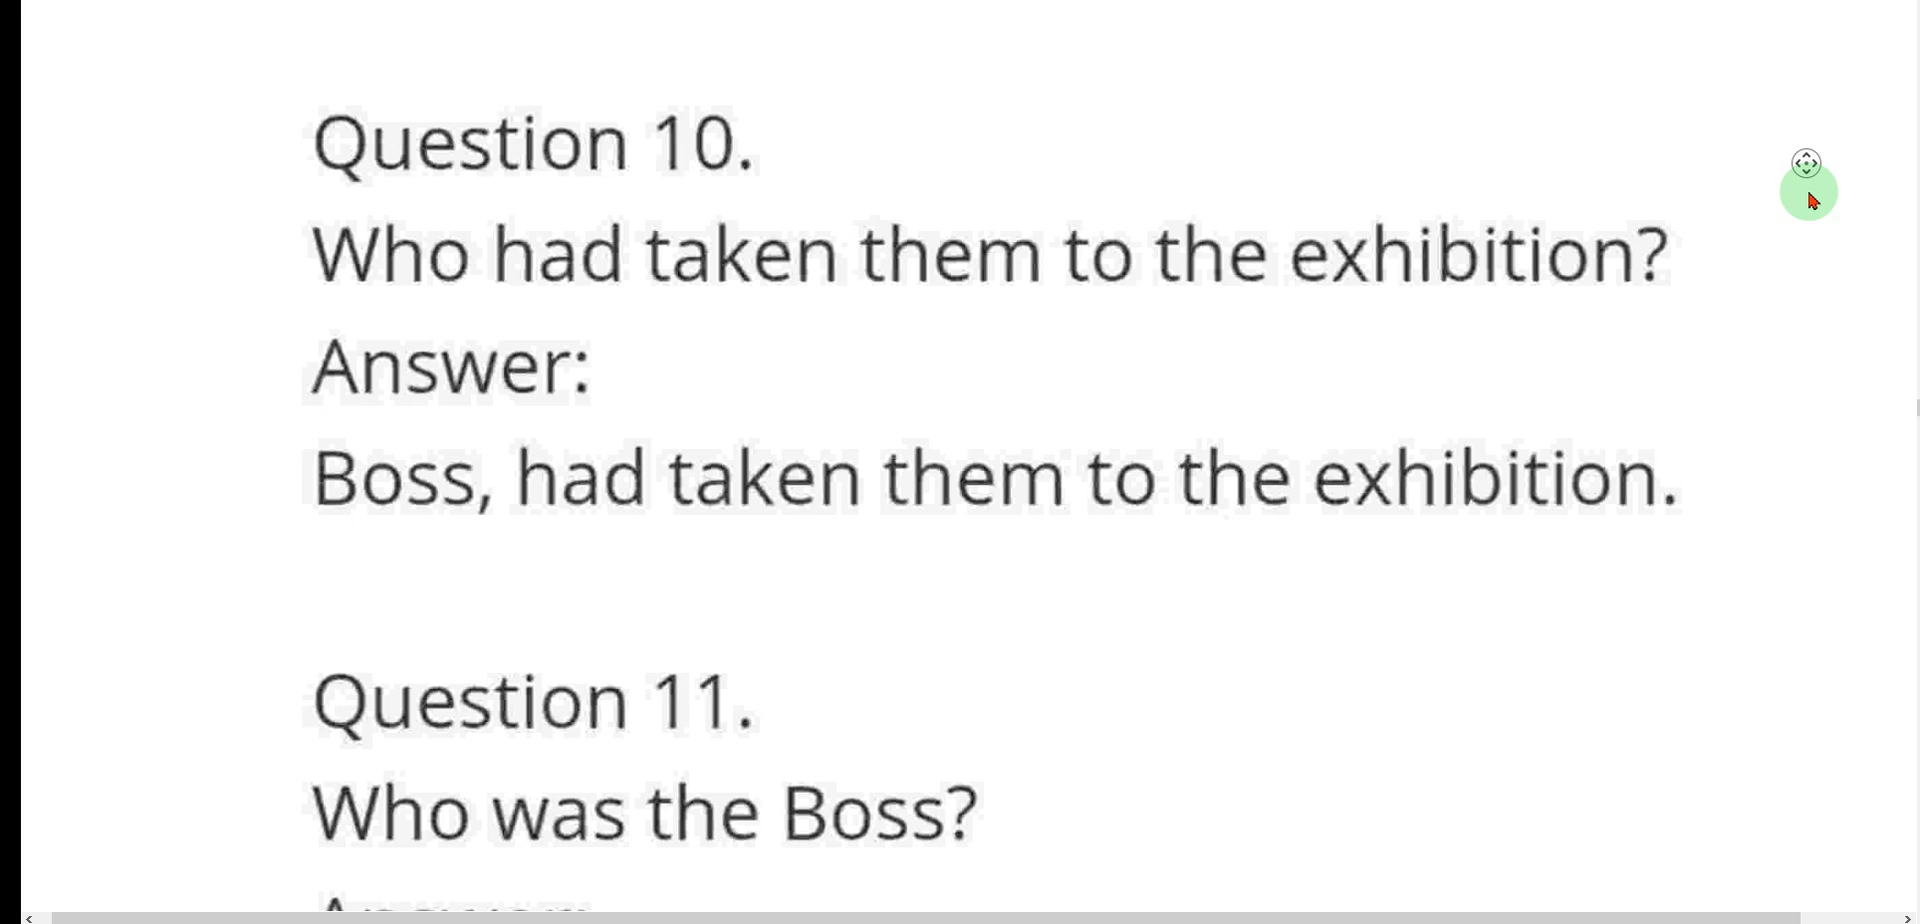 Question 10.
Who had taken them to the exhibition?
Answer:
Boss, had taken them to the exhibition.
Question 11.
Who was the Boss?